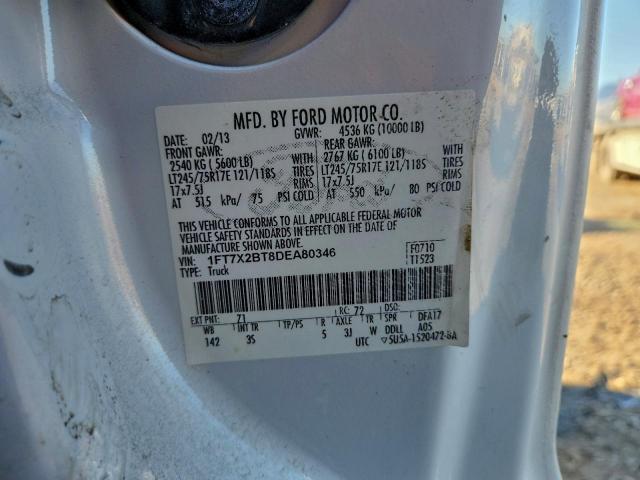 MFD. BY FORD MOTOR CO.
DATE: 02/13 GVWR: 4536 KG (10000 LB)
FRONT GAWR: REAR GAWR:
2540 KG (5600 LB) WITH 2767 KG (6100 LB) WITH
LT245/75R17E 121/118S TIRES LT245/75R17E 121/118S TIRES
17x7.5J RIMS 17x7.5J RIMS
AT 515 kPa/ 75 PSI COLD AT 550 kPa/ 80 PSI COLD
THIS VEHICLE CONFORMS TO ALL APPLICABLE FEDERAL MOTOR
VEHICLE SAFETY STANDARDS IN EFFECT ON THE DATE OF
MANUFACTURE SHOWN ABOVE.
VIN: 1FT7X2BT8DEA80346 F0710
TYPE: Truck 11523
EXT PNT: Z1 RC: 72 DSO:
WB INT TR TP/PS R AXLE TR SPR DFA17
142 3S 5 3J W DDLL A05
UTC ▽5U5A-1520472-BA